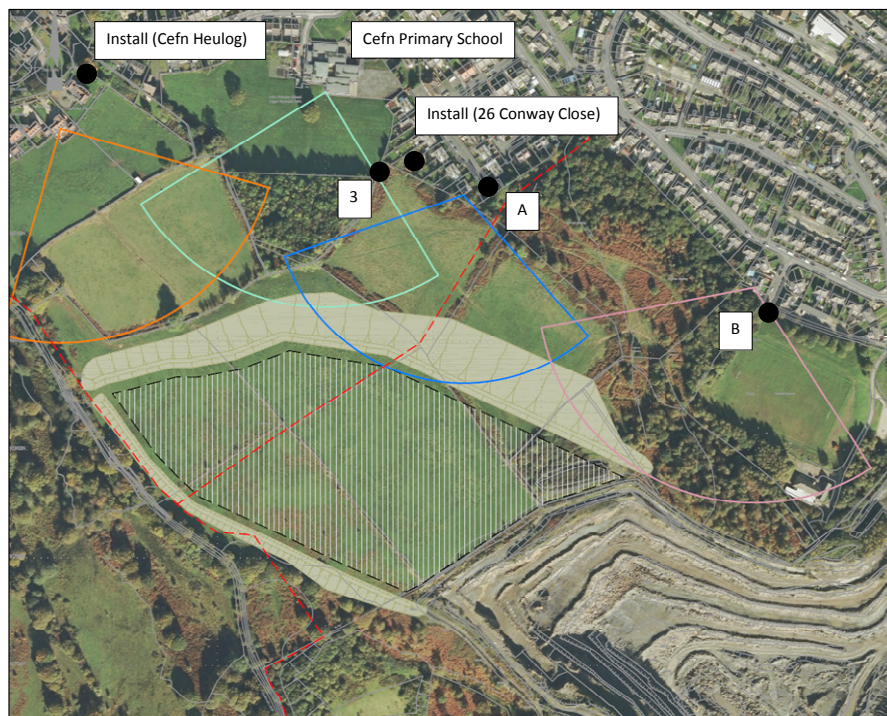 Install (Cefn Heulog)
Cefn Primary School
Install (26 Conway Close)
3
A
B